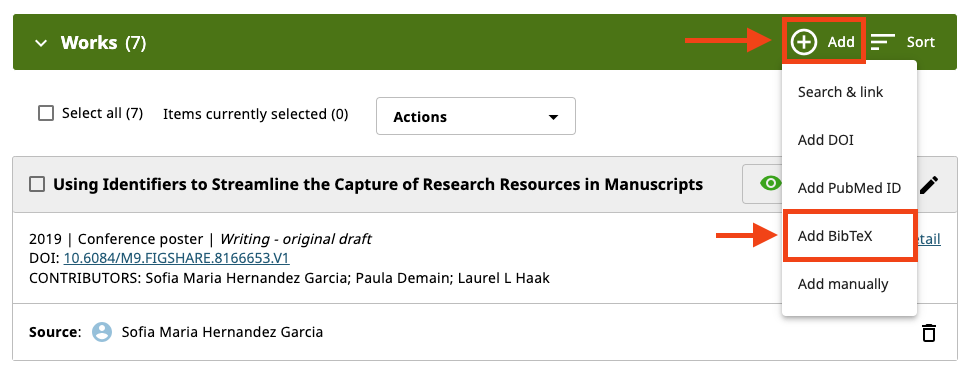 Works (7)
Add
Sort
Select all (7)
Items currently selected (0)
Actions
Search & link
Add DOI
Add PubMed ID
Add BibTeX
Add manually
Using Identifiers to Streamline the Capture of Research Resources in Manuscripts
2019 | Conference poster | Writing - original draft
DOI: 10.6084/M9.FIGSHARE.8166653.V1
CONTRIBUTORS: Sofia Maria Hernandez Garcia; Paula Demain; Laurel L Haak
Source: Sofia Maria Hernandez Garcia